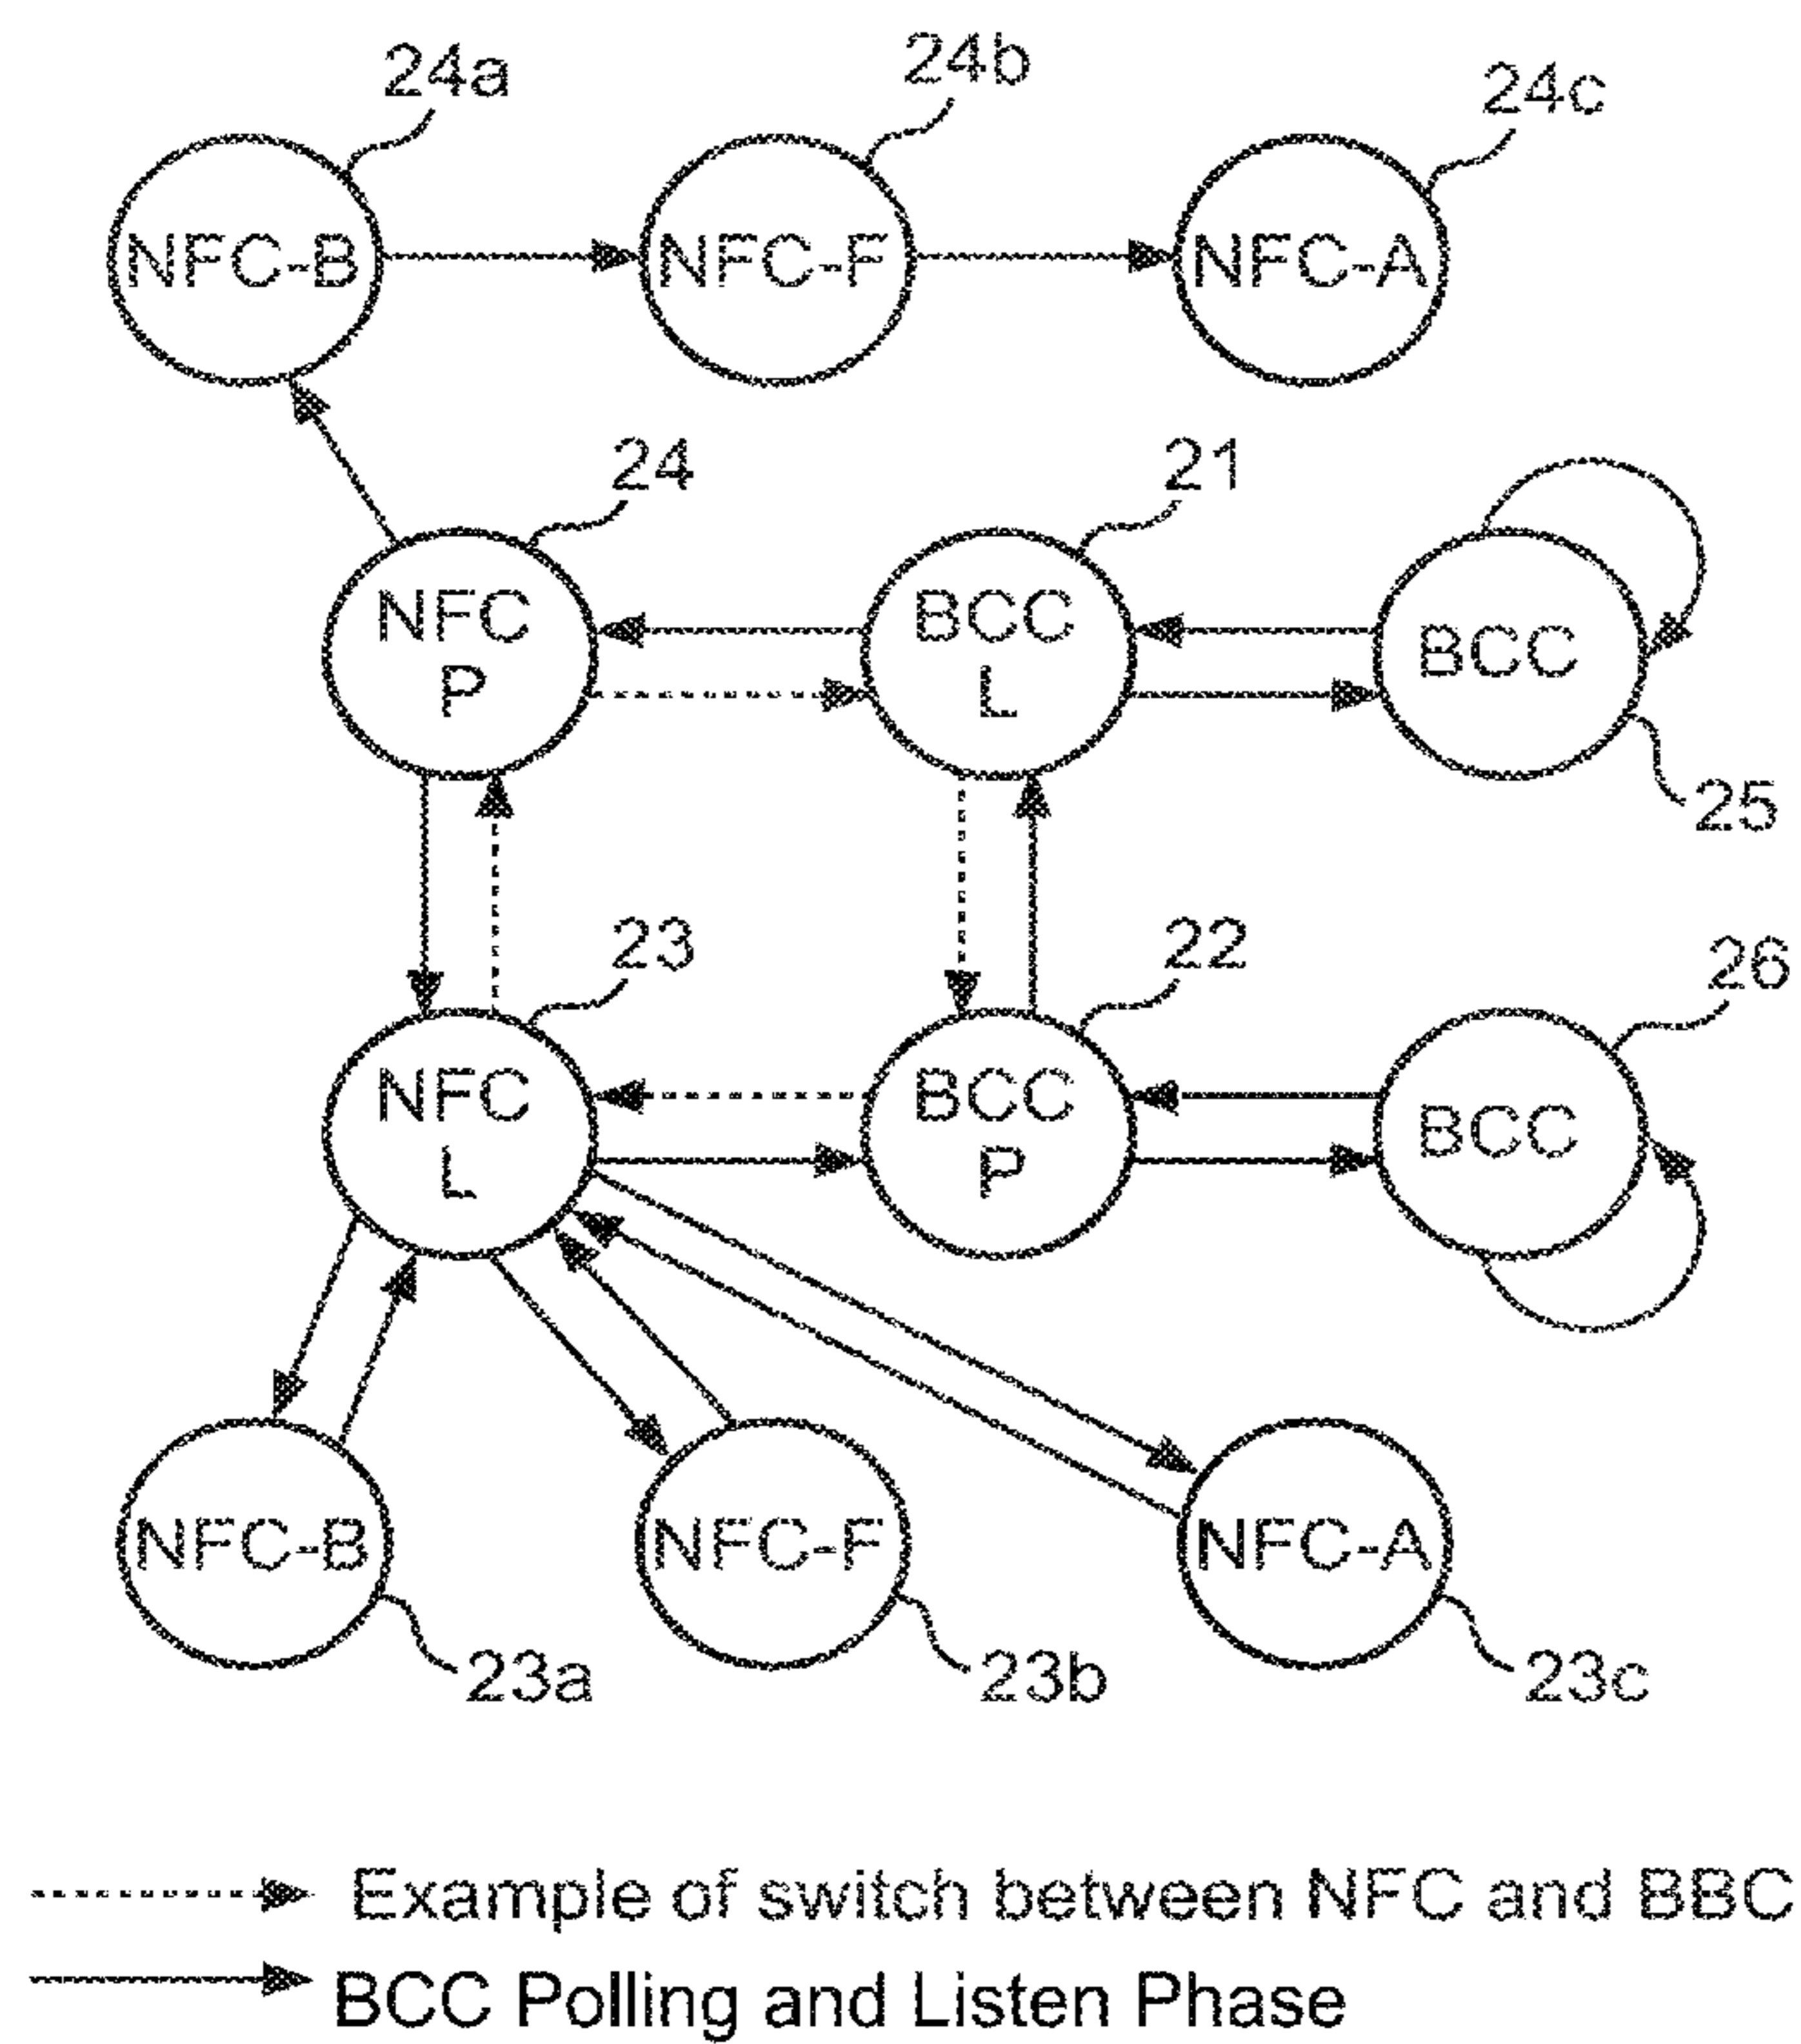 24a
24b
24c
NFC-B
NFC-F
NFC-A
24
21
NFC
P
BCC
L
BCC
25
23
22
26
NFC
L
BCC
P
BCC
NFC-B
NFC-F
NFC-A
23a
23b
23c
Example of switch between NFC and BBC
BCC Polling and Listen Phase